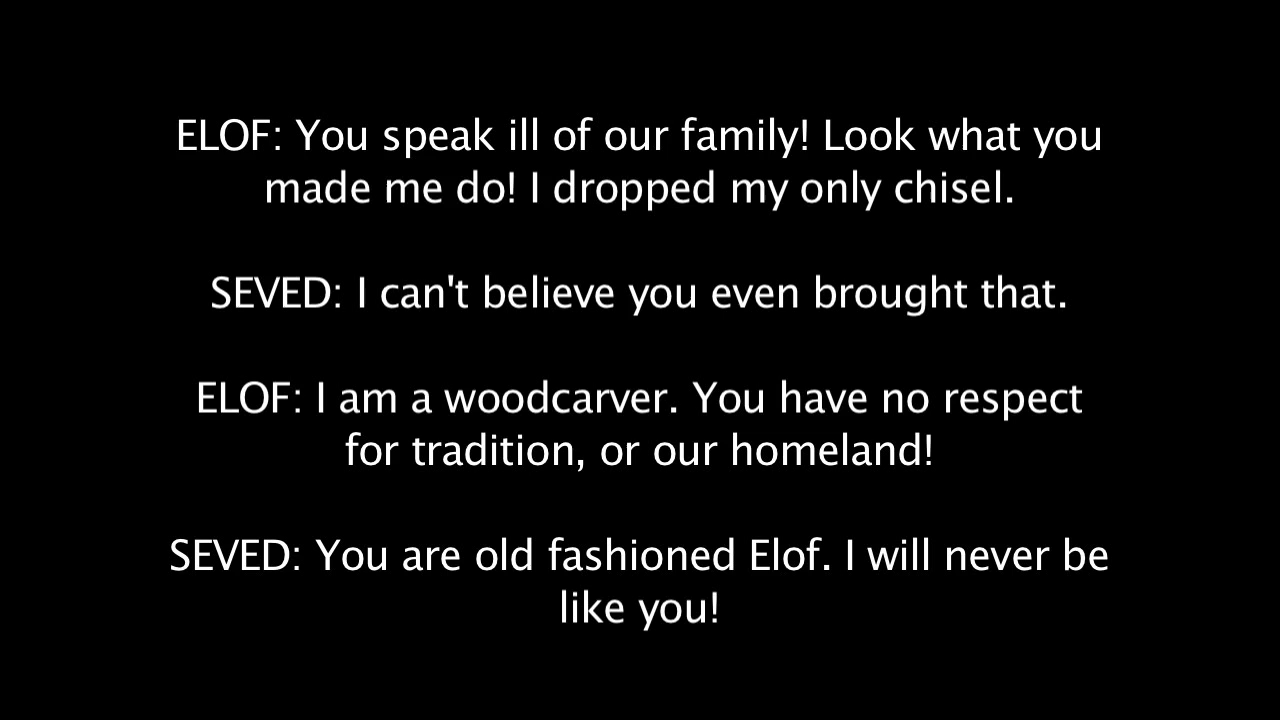 ELOF: You speak ill of our family! Look what you
made me do! I dropped my only chisel.
SEVED: I can't believe you even brought that.
ELOF: I am a woodcarver. You have no respect
for tradition, or our homeland!
SEVED: You are old fashioned Elof. I will never be
like you!